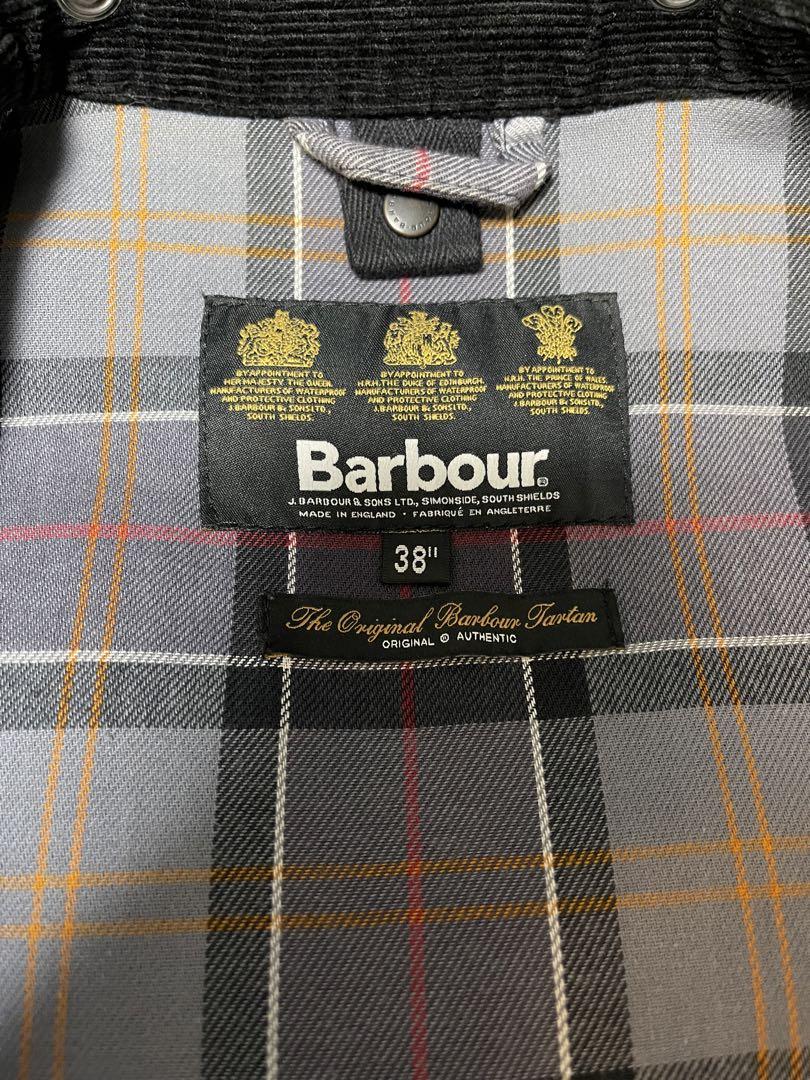 BY APPOINTMENT TO
HER MAJESTY THE QUEEN
MANUFACTURERS OF WATERPROOF
AND PROTECTIVE CLOTHING
J.BARBOUR & SONS LTD.,
SOUTH SHIELDS.
BY APPOINTMENT TO
H.R.H. THE DUKE OF EDINBURGH
MANUFACTURERS OF WATERPROOF
AND PROTECTIVE CLOTHING
J.BARBOUR & SONS LTD.,
SOUTH SHIELDS.
BY APPOINTMENT TO
H.R.H. THE PRINCE OF WALES
MANUFACTURERS OF WATERPROOF
AND PROTECTIVE CLOTHING
J.BARBOUR & SONS LTD.,
SOUTH SHIELDS.
Barbour®
J. BARBOUR & SONS LTD., SIMONSIDE, SOUTH SHIELDS
MADE IN ENGLAND · FABRIQUÉ EN ANGLETERRE
38"
The Original Barbour Tartan
ORIGINAL © AUTHENTIC